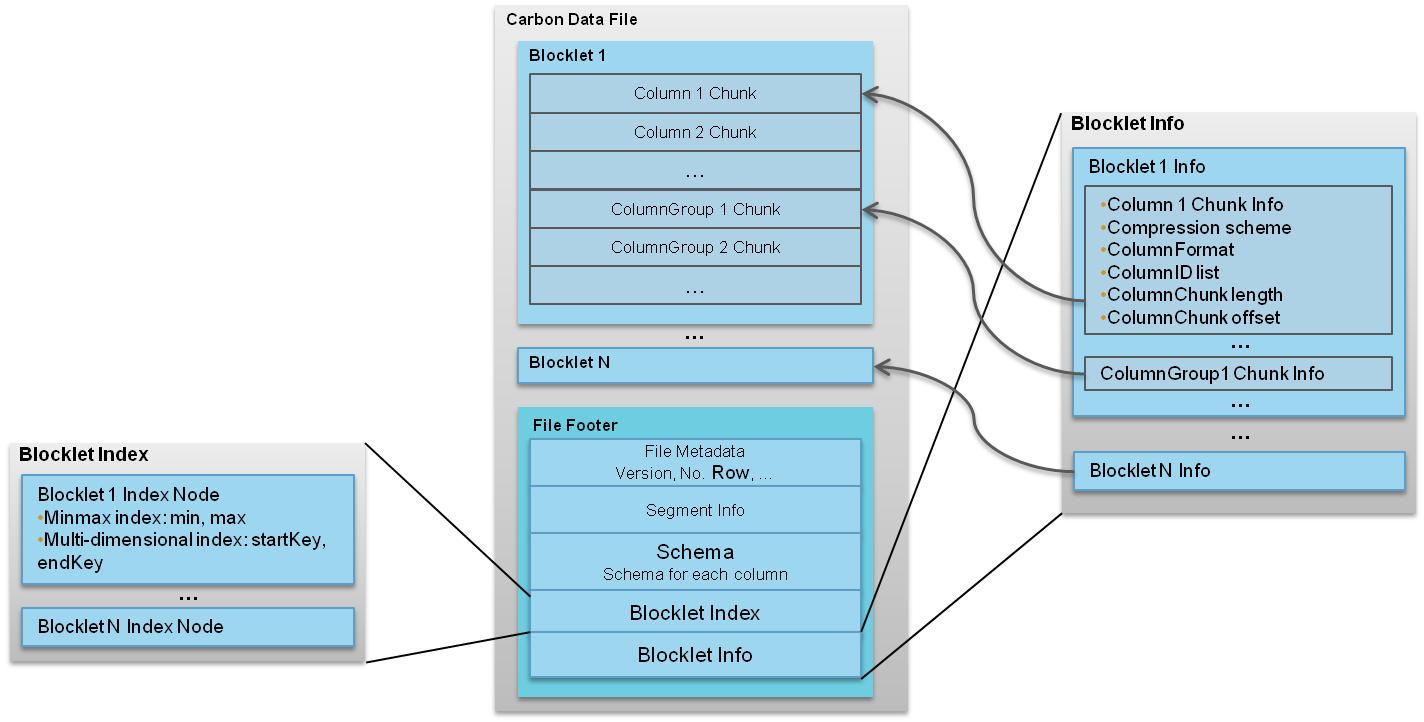 Carbon Data File
Blocklet 1
Column 1 Chunk
Column 2 Chunk
...
ColumnGroup 1 Chunk
ColumnGroup 2 Chunk
...
...
Blocklet N
File Footer
File Metadata
Version, No. Row, ...
Segment Info
Schema
Schema for each column
Blocklet Index
Blocklet Info
Blocklet Index
Blocklet 1 Index Node
•Minmax index: min, max
•Multi-dimensional index: startKey,
endKey
...
Blocklet N Index Node
Blocklet Info
Blocklet 1 Info
•Column 1 Chunk Info
•Compression scheme
•ColumnFormat
•ColumnID list
•ColumnChunk length
•ColumnChunk offset
...
ColumnGroup1 Chunk Info
...
...
Blocklet N Info